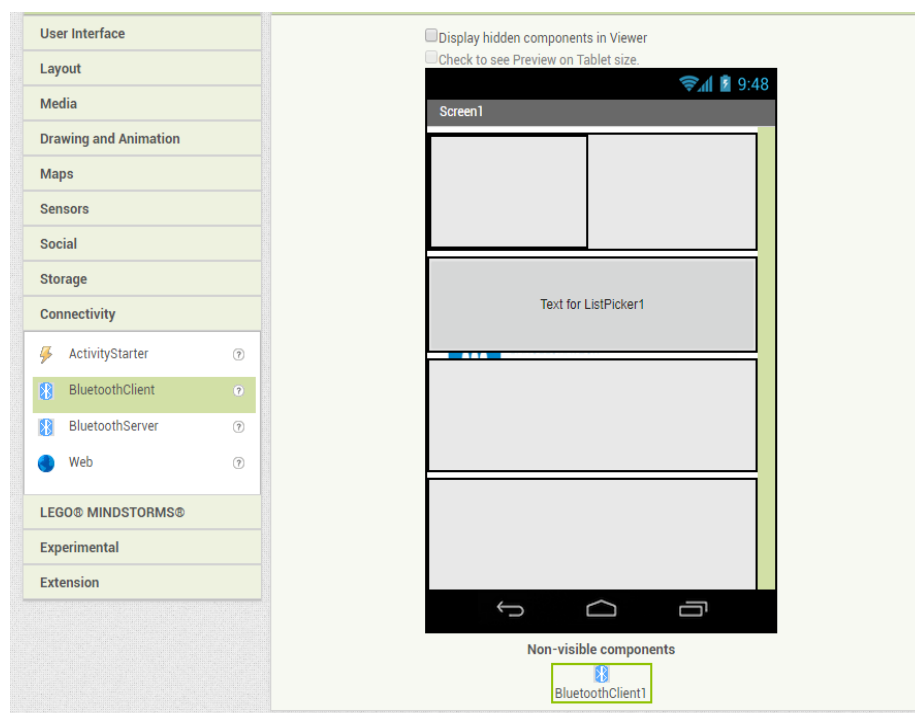 User Interface
Layout
Media
Drawing and Animation
Maps
Sensors
Social
Storage
Connectivity
ActivityStarter ?
BluetoothClient ?
BluetoothServer ?
Web ?
LEGO® MINDSTORMS®
Experimental
Extension
Display hidden components in Viewer
Check to see Preview on Tablet size.
9:48
Screen1
Text for ListPicker1
Non-visible components
BluetoothClient1